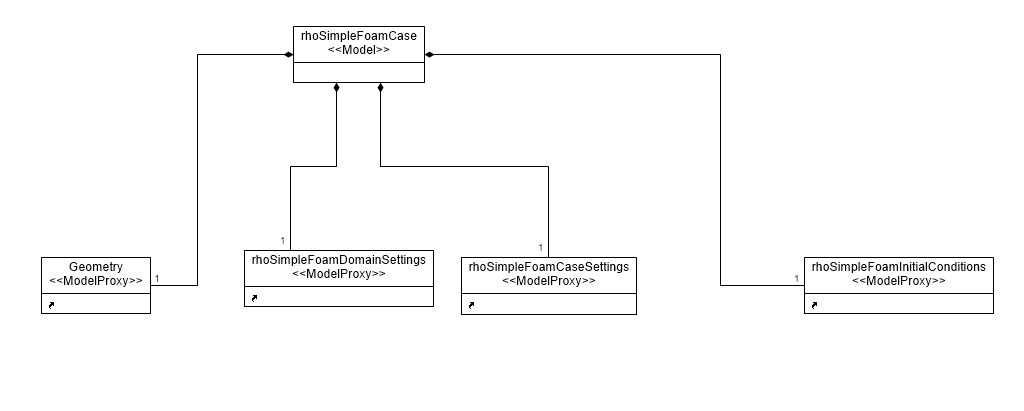 rhoSimpleFoamCase
<<Model>>
1
rhoSimpleFoamDomainSettings
<<ModelProxy>>
1
rhoSimpleFoamCaseSettings
<<ModelProxy>>
Geometry
<<ModelProxy>>
1
1
rhoSimpleFoamInitialConditions
<<ModelProxy>>